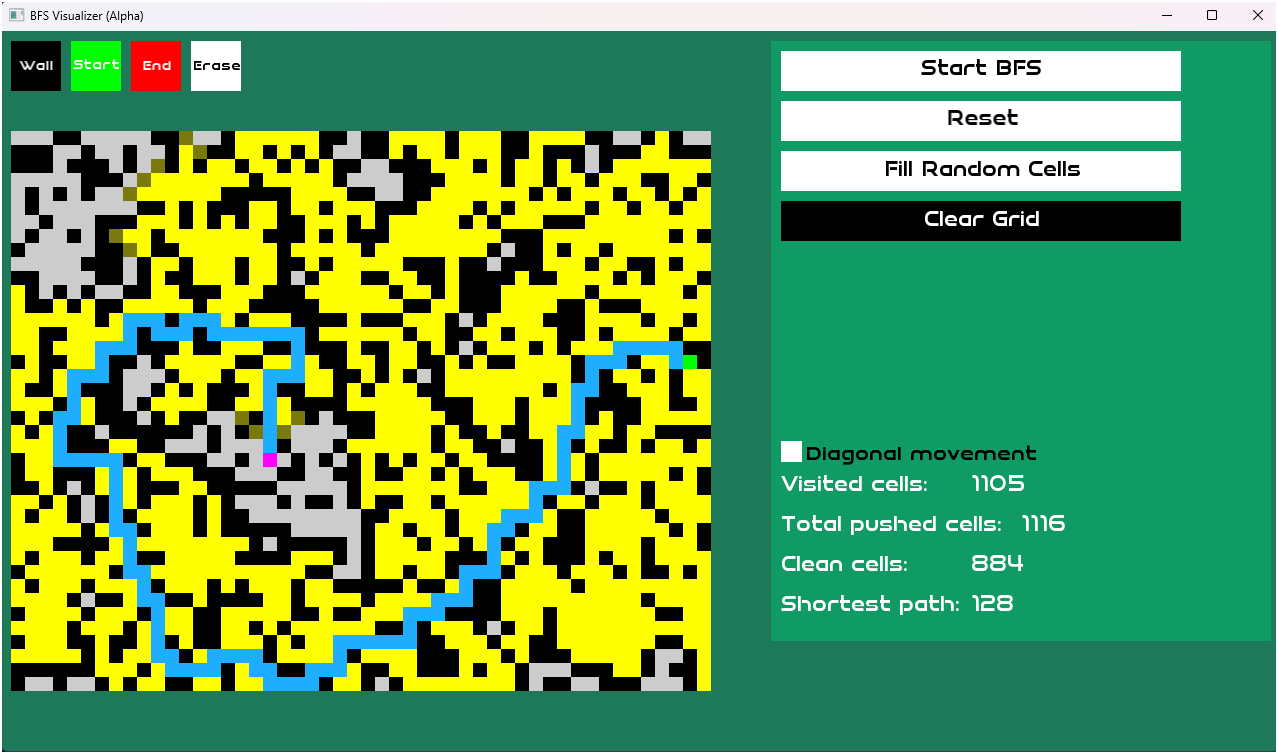 BFS Visualizer (Alpha)
Wall Start End Erase
Start BFS
Reset
Fill Random Cells
Clear Grid
Diagonal movement
Visited cells: 1105
Total pushed cells: 1116
Clean cells: 884
Shortest path: 128